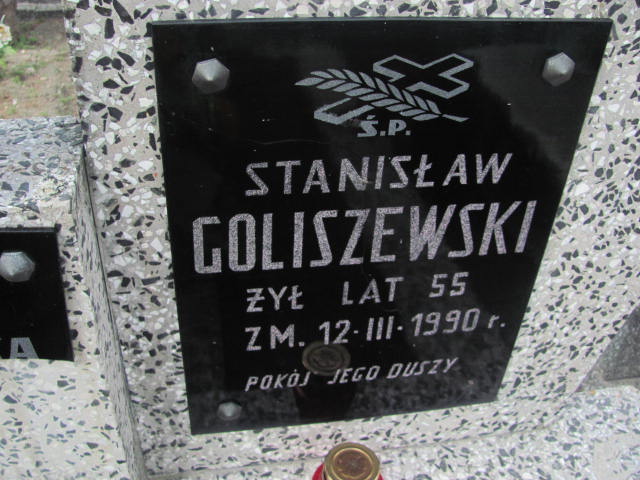 Ś.P.
STANISŁAW
GOLISZEWSKI
ŻYŁ LAT 55
ZM. 12-III-1990 r.
POKÓJ JEGO DUSZY
A